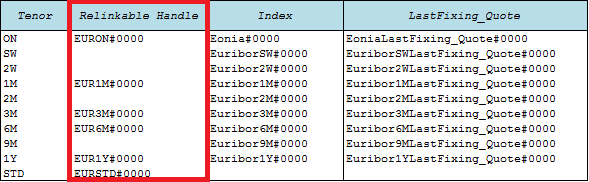 Tenor Relinkable Handle Index LastFixing_Quote
ON EURON#0000 Eonia#0000 EoniaLastFixing_Quote#0000
SW EuriborSW#0000 EuriborSWLastFixing_Quote#0000
2W Euribor2W#0000 Euribor2WLastFixing_Quote#0000
1M EUR1M#0000 Euribor1M#0000 Euribor1MLastFixing_Quote#0000
2M Euribor2M#0000 Euribor2MLastFixing_Quote#0000
3M EUR3M#0000 Euribor3M#0000 Euribor3MLastFixing_Quote#0000
6M EUR6M#0000 Euribor6M#0000 Euribor6MLastFixing_Quote#0000
9M Euribor9M#0000 Euribor9MLastFixing_Quote#0000
1Y EUR1Y#0000 Euribor1Y#0000 Euribor1YLastFixing_Quote#0000
STD EURSTD#0000